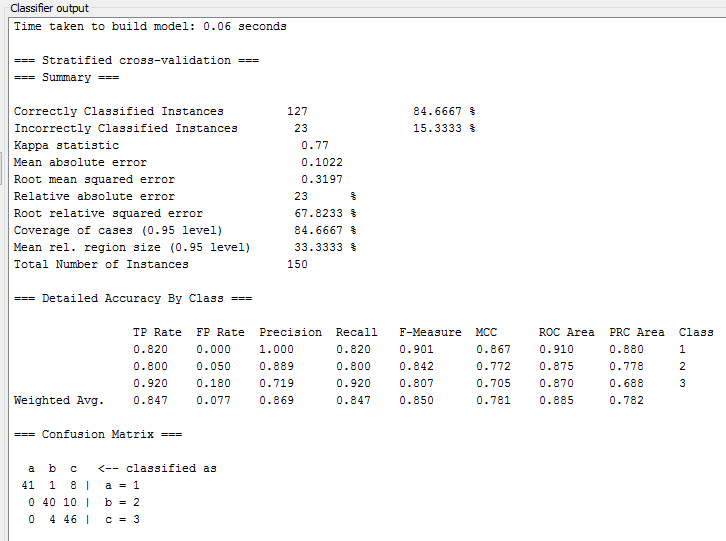 Classifier output
Time taken to build model: 0.06 seconds
=== Stratified cross-validation ===
=== Summary ===
Correctly Classified Instances         127               84.6667 %
Incorrectly Classified Instances        23               15.3333 %
Kappa statistic                          0.77
Mean absolute error                      0.1022
Root mean squared error                  0.3197
Relative absolute error                 23      %
Root relative squared error             67.8233 %
Coverage of cases (0.95 level)          84.6667 %
Mean rel. region size (0.95 level)      33.3333 %
Total Number of Instances              150
=== Detailed Accuracy By Class ===
                 TP Rate  FP Rate  Precision  Recall   F-Measure  MCC      ROC Area  PRC Area  Class
                 0.820    0.000    1.000      0.820    0.901      0.867    0.910     0.880     1
                 0.800    0.050    0.889      0.800    0.842      0.772    0.875     0.778     2
                 0.920    0.180    0.719      0.920    0.807      0.705    0.870     0.688     3
Weighted Avg.    0.847    0.077    0.869      0.847    0.850      0.781    0.885     0.782
=== Confusion Matrix ===
  a  b  c   <-- classified as
 41  1  8 |  a = 1
  0 40 10 |  b = 2
  0  4 46 |  c = 3